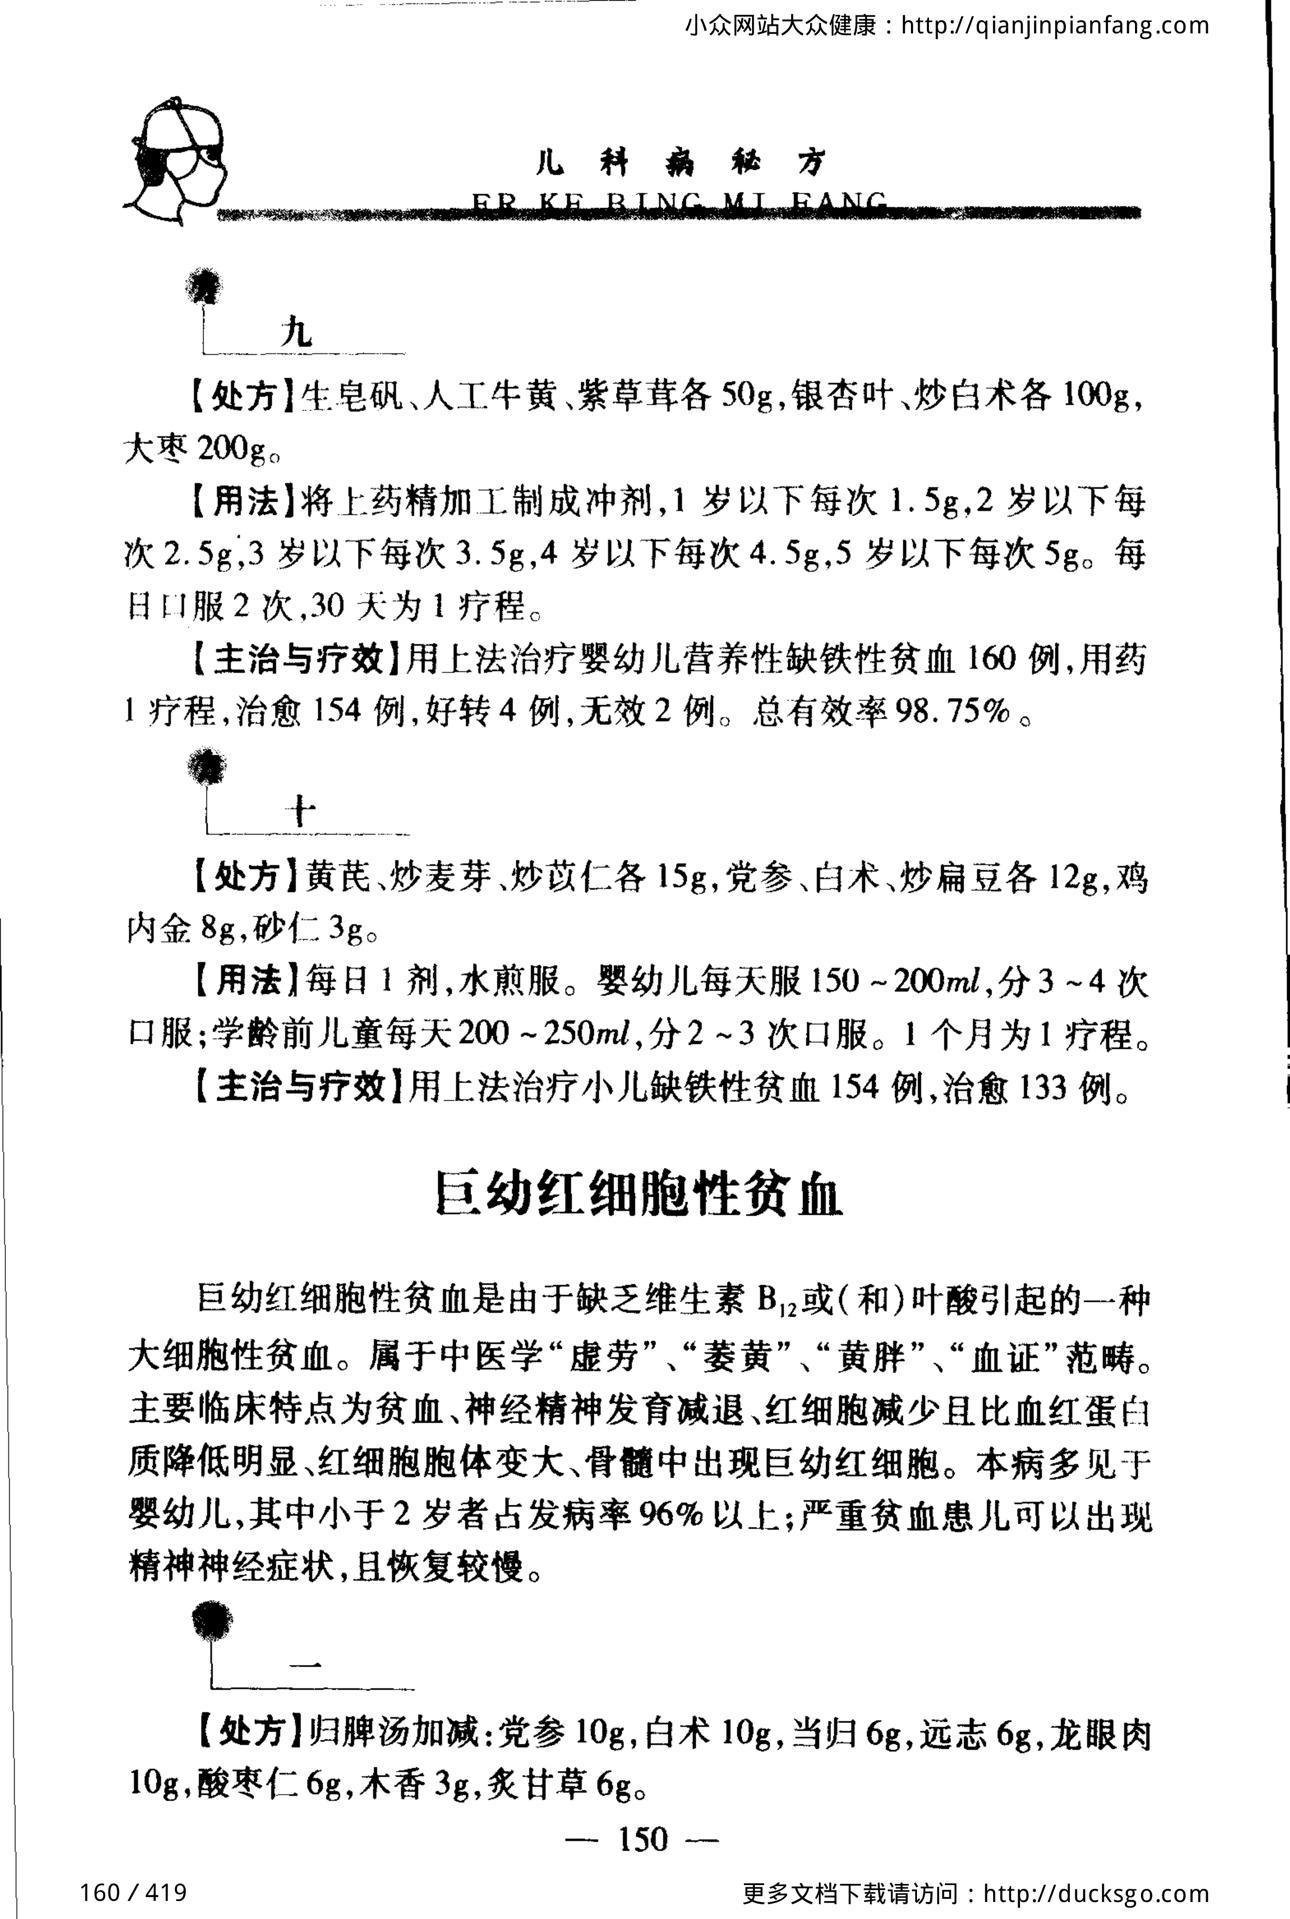 小众网站大众健康：http://qianjinpianfang.com
儿科病秘方
ER KE BING MI FANG
方
九
【处方】生皂矾、人工牛黄、紫草茸各 50g,银杏叶、炒白术各 100g,
大枣 200g。
【用法】将上药精加工制成冲剂,1 岁以下每次 1.5g,2 岁以下每
次 2.5g,3 岁以下每次 3.5g,4 岁以下每次 4.5g,5 岁以下每次 5g。每
日口服 2 次,30 天为 1 疗程。
【主治与疗效】用上法治疗婴幼儿营养性缺铁性贫血 160 例,用药
1 疗程,治愈 154 例,好转 4 例,无效 2 例。总有效率 98.75%。
方
十
【处方】黄芪、炒麦芽、炒苡仁各 15g,党参、白术、炒扁豆各 12g,鸡
内金 8g,砂仁 3g。
【用法】每日 1 剂,水煎服。婴幼儿每天服 150～200ml,分 3～4 次
口服;学龄前儿童每天 200～250ml,分 2～3 次口服。1 个月为 1 疗程。
【主治与疗效】用上法治疗小儿缺铁性贫血 154 例,治愈 133 例。
巨幼红细胞性贫血
巨幼红细胞性贫血是由于缺乏维生素 B12或(和)叶酸引起的一种
大细胞性贫血。属于中医学“虚劳”、“萎黄”、“黄胖”、“血证”范畴。
主要临床特点为贫血、神经精神发育减退、红细胞减少且比血红蛋白
质降低明显、红细胞胞体变大、骨髓中出现巨幼红细胞。本病多见于
婴幼儿,其中小于 2 岁者占发病率 96% 以上;严重贫血患儿可以出现
精神神经症状,且恢复较慢。
一
【处方】归脾汤加减:党参 10g,白术 10g,当归 6g,远志 6g,龙眼肉
10g,酸枣仁 6g,木香 3g,炙甘草 6g。
— 150 —
160 / 419
更多文档下载请访问：http://ducksgo.com